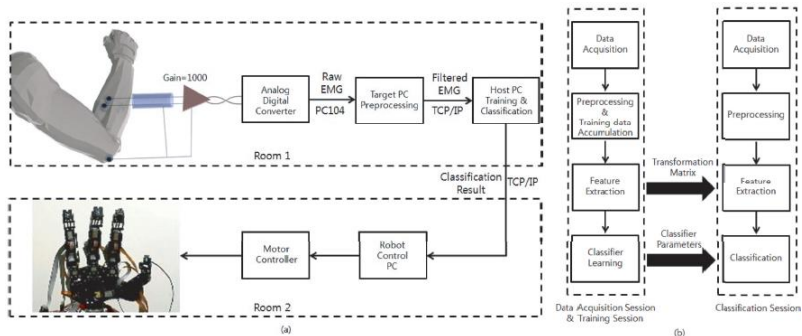 Gain=1000
Analog
Digital
Converter
Raw
EMG
PC104
Target PC
Preprocessing
Filtered
EMG
TCP/IP
Host PC
Training &
Classification
Room 1
Classification
Result
TCP/IP
Motor
Controller
Robot
Control
PC
Room 2
(a)
Data
Acquisition
Preprocessing
&
Training data
Accumulation
Feature
Extraction
Classifier
Learning
Data Acquisition Session
& Training Session
Transformation
Matrix
Classifier
Parameters
Data
Acquisition
Preprocessing
Feature
Extraction
Classification
Classification Session
(b)